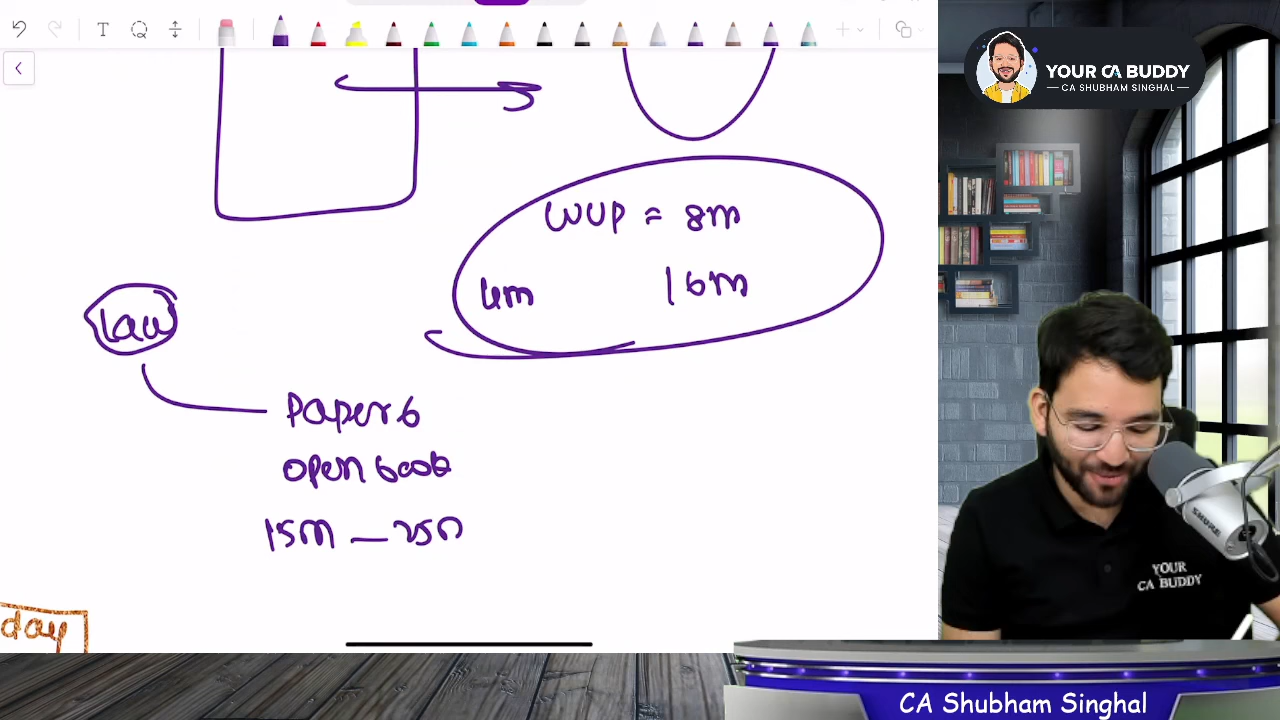 YOUR CA BUDDY
CA SHUBHAM SINGHAL
WUP = 8m
4m 16m
Law
Paper 6
open book
15m — 25m
day
SHURE
YOUR
CA BUDDY
CA Shubham Singhal